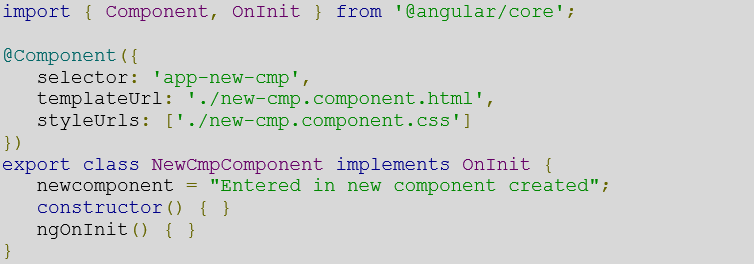 import { Component, OnInit } from '@angular/core';

@Component({
   selector: 'app-new-cmp',
   templateUrl: './new-cmp.component.html',
   styleUrls: ['./new-cmp.component.css']
})
export class NewCmpComponent implements OnInit {
   newcomponent = "Entered in new component created";
   constructor() { }
   ngOnInit() { }
}